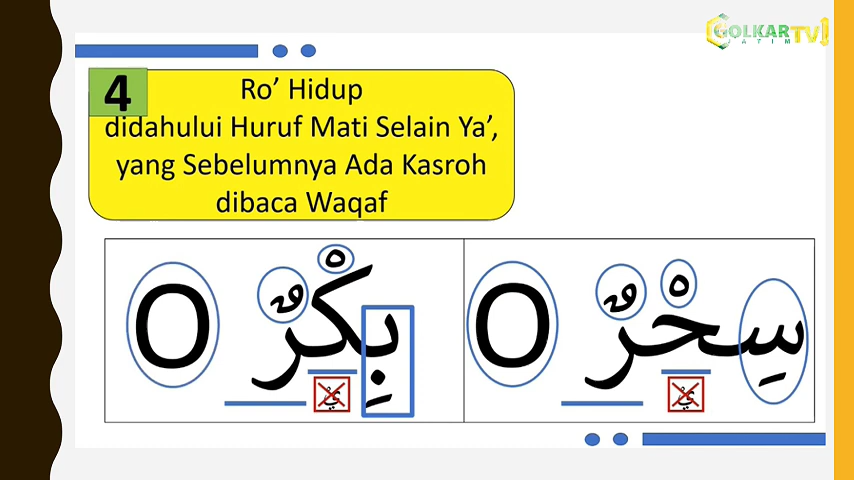 GOLKAR TV
JATIM
4
Ro’ Hidup
didahului Huruf Mati Selain Ya’,
yang Sebelumnya Ada Kasroh
dibaca Waqaf
سِحْرٌ O
يْ
بِكْرٌ O
يْ